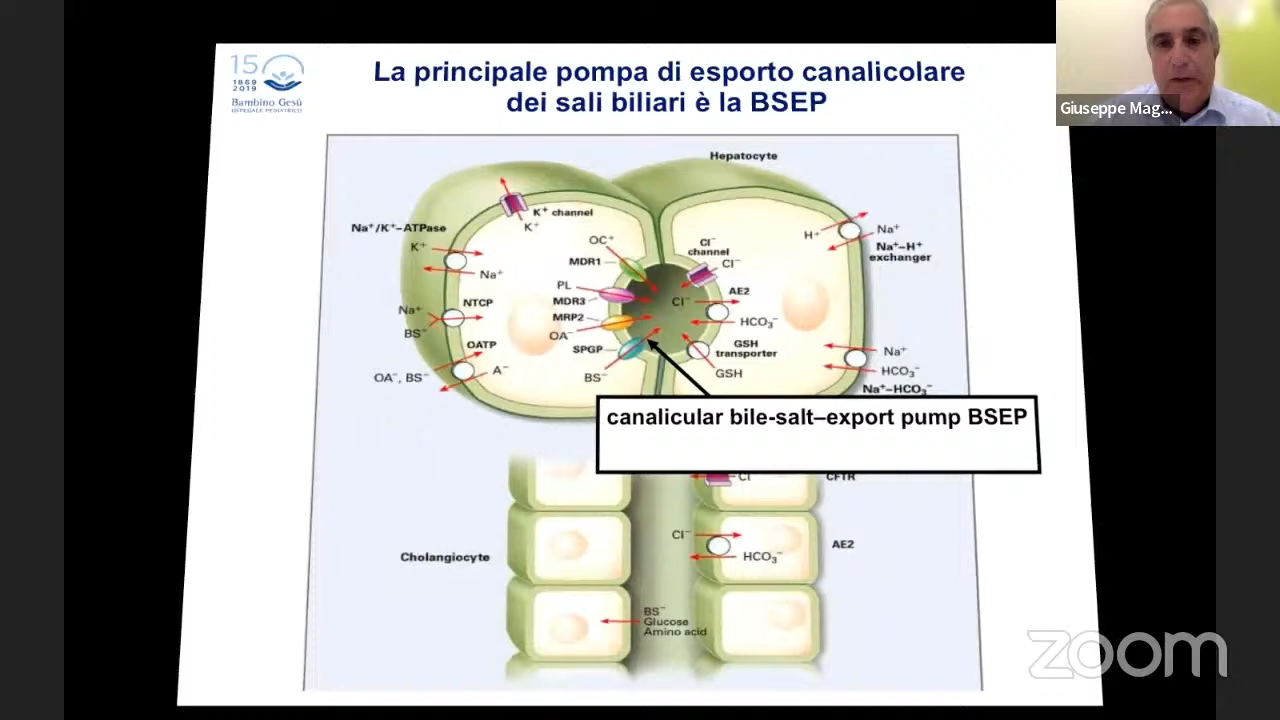 15
1869
2019
Bambino Gesù
OSPEDALE PEDIATRICO
La principale pompa di esporto canalicolare
dei sali biliari è la BSEP
Giuseppe Mag...
Hepatocyte
K⁺ channel
K⁺
Na⁺/K⁺–ATPase
K⁺
Na⁺
OC⁺
MDR1
Cl⁻
channel
Cl⁻
H⁺
Na⁺
Na⁺–H⁺
exchanger
PL
MDR3
Cl⁻
AE2
Na⁺
NTCP
BS⁻
MRP2
OA⁻
HCO₃⁻
OATP
SPGP
GSH
transporter
Na⁺
OA⁻, BS⁻
A⁻
BS⁻
GSH
HCO₃⁻
Na⁺–HCO₃⁻
canalicular bile-salt–export pump BSEP
Cl
CFTR
Cl⁻
AE2
Cholangiocyte
HCO₃⁻
BS⁻
Glucose
Amino acid
zoom